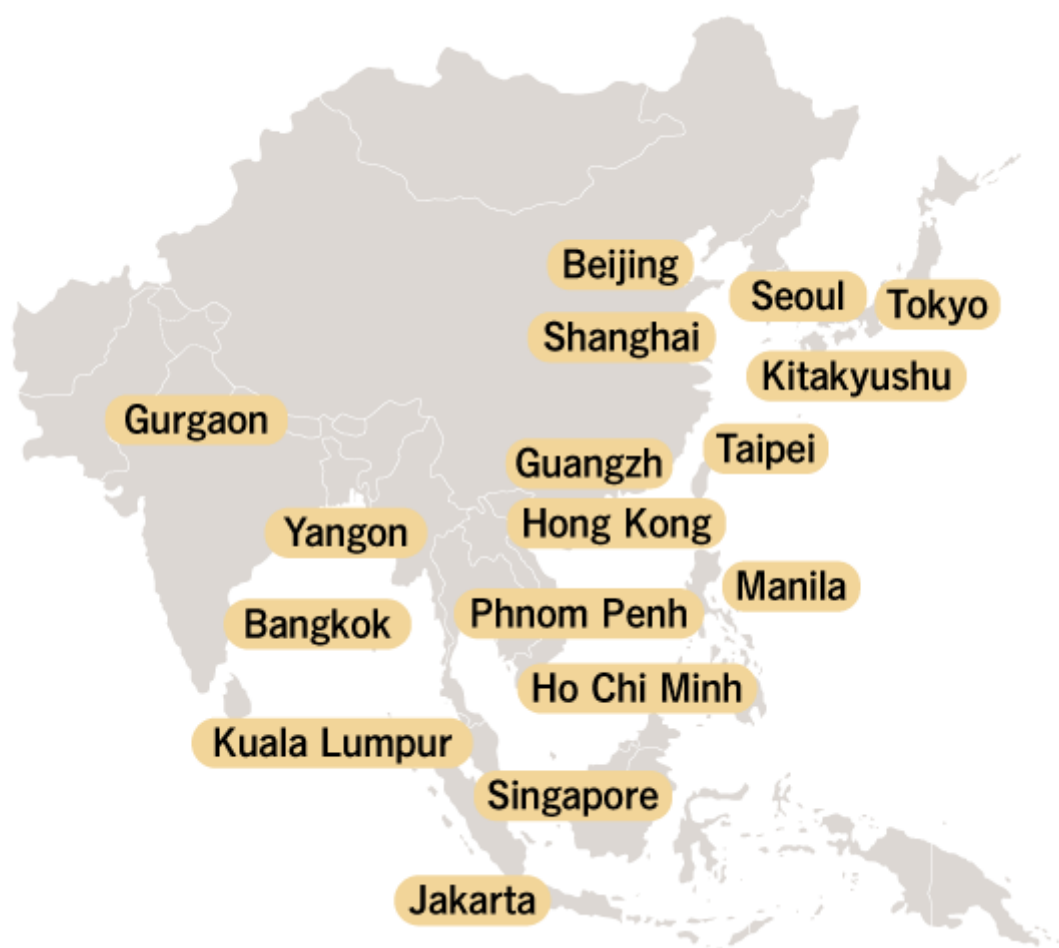 Beijing
Seoul
Tokyo
Shanghai
Kitakyushu
Gurgaon
Taipei
Guangzh
Hong Kong
Yangon
Manila
Phnom Penh
Bangkok
Ho Chi Minh
Kuala Lumpur
Singapore
Jakarta